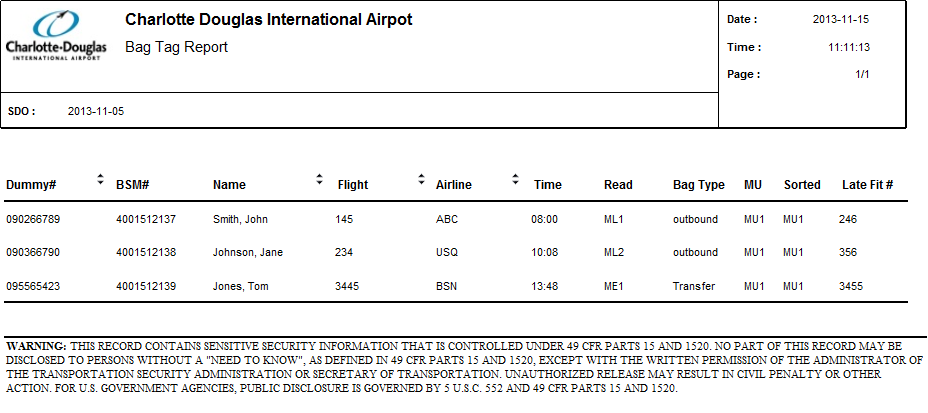 Charlotte Douglas International Airpot
Charlotte-Douglas
INTERNATIONAL AIRPORT
Bag Tag Report
Date : 2013-11-15
Time : 11:11:13
Page : 1/1
SDO : 2013-11-05
Dummy# BSM# Name Flight Airline Time Read Bag Type MU Sorted Late Fit #
090266789 4001512137 Smith, John 145 ABC 08:00 ML1 outbound MU1 MU1 246
090366790 4001512138 Johnson, Jane 234 USQ 10:08 ML2 outbound MU1 MU1 356
095565423 4001512139 Jones, Tom 3445 BSN 13:48 ME1 Transfer MU1 MU1 3455
WARNING: THIS RECORD CONTAINS SENSITIVE SECURITY INFORMATION THAT IS CONTROLLED UNDER 49 CFR PARTS 15 AND 1520. NO PART OF THIS RECORD MAY BE
DISCLOSED TO PERSONS WITHOUT A "NEED TO KNOW", AS DEFINED IN 49 CFR PARTS 15 AND 1520, EXCEPT WITH THE WRITTEN PERMISSION OF THE ADMINISTRATOR OF
THE TRANSPORTATION SECURITY ADMINISTRATION OR SECRETARY OF TRANSPORTATION. UNAUTHORIZED RELEASE MAY RESULT IN CIVIL PENALTY OR OTHER
ACTION. FOR U.S. GOVERNMENT AGENCIES, PUBLIC DISCLOSURE IS GOVERNED BY 5 U.S.C. 552 AND 49 CFR PARTS 15 AND 1520.